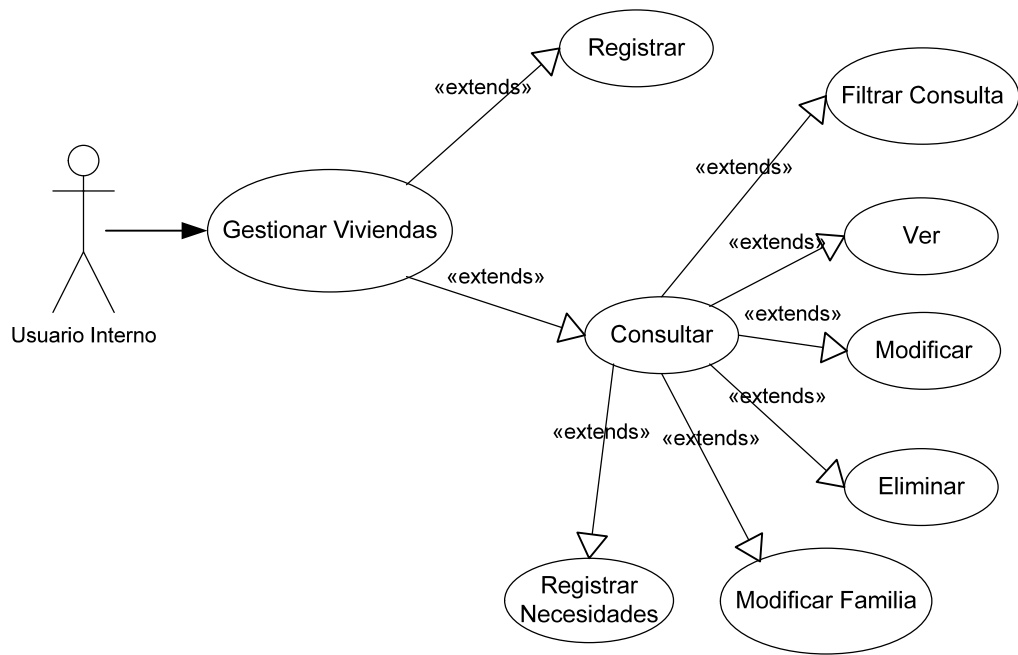 Registrar
«extends»
Filtrar Consulta
«extends»
Gestionar Viviendas
Ver
«extends»
«extends»
Usuario Interno
Consultar
«extends»
Modificar
«extends»
«extends»
«extends»
Eliminar
Registrar
Necesidades
Modificar Familia